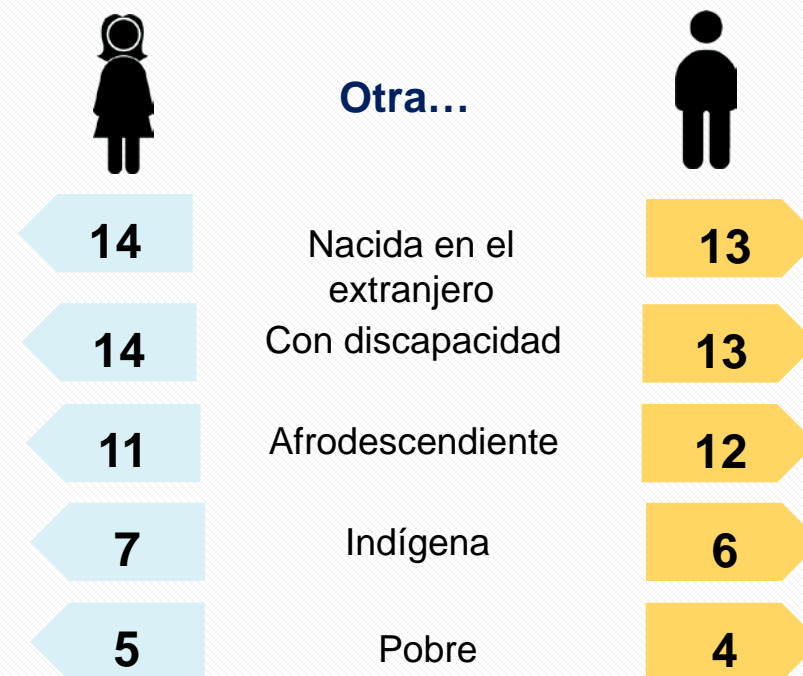 Otra…
14 Nacida en el 13
extranjero
14 Con discapacidad 13
11 Afrodescendiente 12
7 Indígena 6
5 Pobre 4